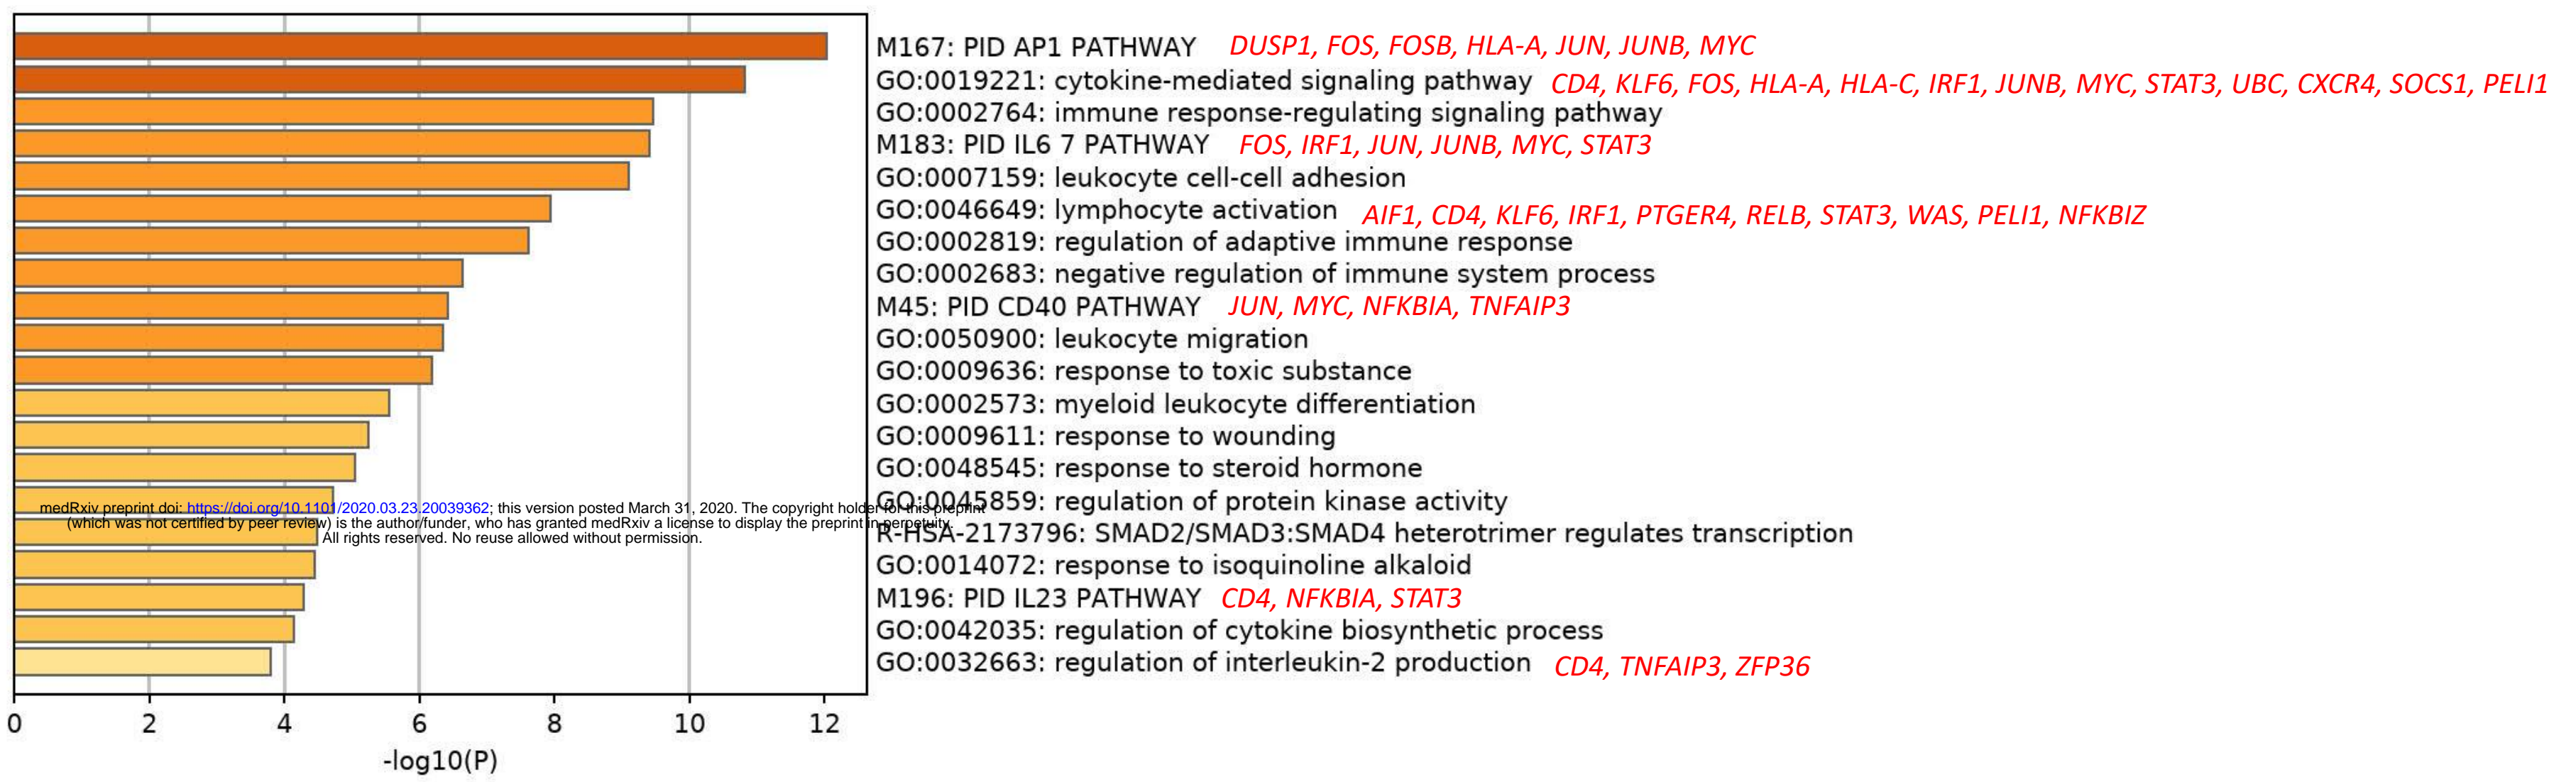 M167: PID AP1 PATHWAY DUSP1, FOS, FOSB, HLA-A, JUN, JUNB, MYC
GO:0019221: cytokine-mediated signaling pathway CD4, KLF6, FOS, HLA-A, HLA-C, IRF1, JUNB, MYC, STAT3, UBC, CXCR4, SOCS1, PELI1
GO:0002764: immune response-regulating signaling pathway
M183: PID IL6 7 PATHWAY FOS, IRF1, JUN, JUNB, MYC, STAT3
GO:0007159: leukocyte cell-cell adhesion
GO:0046649: lymphocyte activation AIF1, CD4, KLF6, IRF1, PTGER4, RELB, STAT3, WAS, PELI1, NFKBIZ
GO:0002819: regulation of adaptive immune response
GO:0002683: negative regulation of immune system process
M45: PID CD40 PATHWAY JUN, MYC, NFKBIA, TNFAIP3
GO:0050900: leukocyte migration
GO:0009636: response to toxic substance
GO:0002573: myeloid leukocyte differentiation
GO:0009611: response to wounding
GO:0048545: response to steroid hormone
GO:0045859: regulation of protein kinase activity
medRxiv preprint doi: https://doi.org/10.1101/2020.03.23.20039362; this version posted March 31, 2020. The copyright holder for this preprint
(which was not certified by peer review) is the author/funder, who has granted medRxiv a license to display the preprint in perpetuity.
All rights reserved. No reuse allowed without permission.
R-HSA-2173796: SMAD2/SMAD3:SMAD4 heterotrimer regulates transcription
GO:0014072: response to isoquinoline alkaloid
M196: PID IL23 PATHWAY CD4, NFKBIA, STAT3
GO:0042035: regulation of cytokine biosynthetic process
GO:0032663: regulation of interleukin-2 production CD4, TNFAIP3, ZFP36
0 2 4 6 8 10 12
-log10(P)